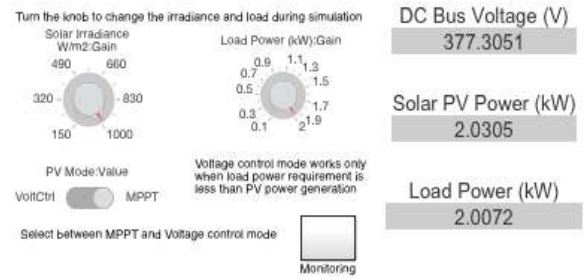 Turn the knob to change the irradiance and load during simulation
Solar Irradiance
W/m2:Gain
490
660
320
830
150
1000
Load Power (kW):Gain
0.9
1.1
1.3
0.7
1.5
0.5
1.7
0.3
1.9
0.1
2
PV Mode:Value
VoltCtrl
MPPT
Voltage control mode works only
when load power requirement is
less than PV power generation
Select between MPPT and Voltage control mode
Monitoring
DC Bus Voltage (V)
377.3051
Solar PV Power (kW)
2.0305
Load Power (kW)
2.0072